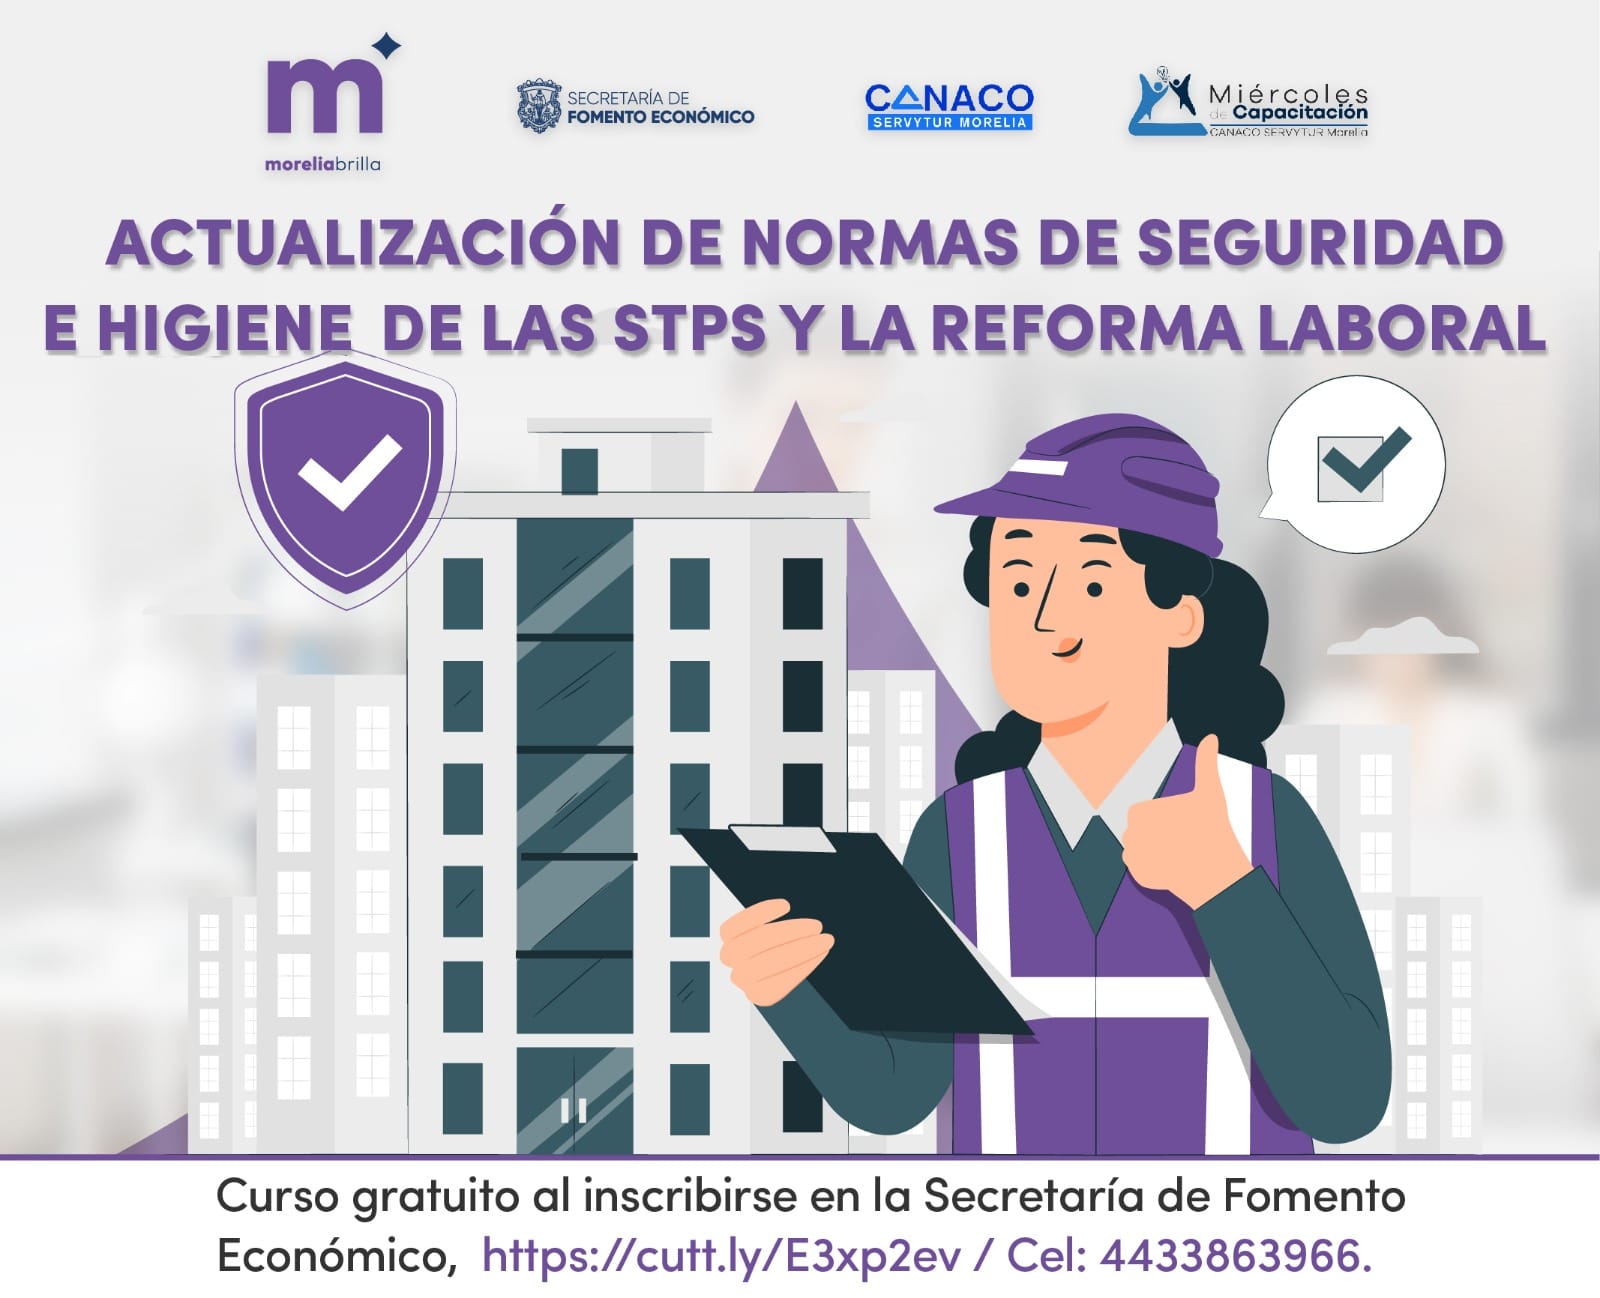 m
moreliabrilla
SECRETARÍA DE
FOMENTO ECONÓMICO
CANACO
SERVYTUR MORELIA
Miércoles
de Capacitación
CANACO SERVYTUR Morelia
ACTUALIZACIÓN DE NORMAS DE SEGURIDAD
E HIGIENE DE LAS STPS Y LA REFORMA LABORAL
Curso gratuito al inscribirse en la Secretaría de Fomento
Económico, https://cutt.ly/E3xp2ev / Cel: 4433863966.